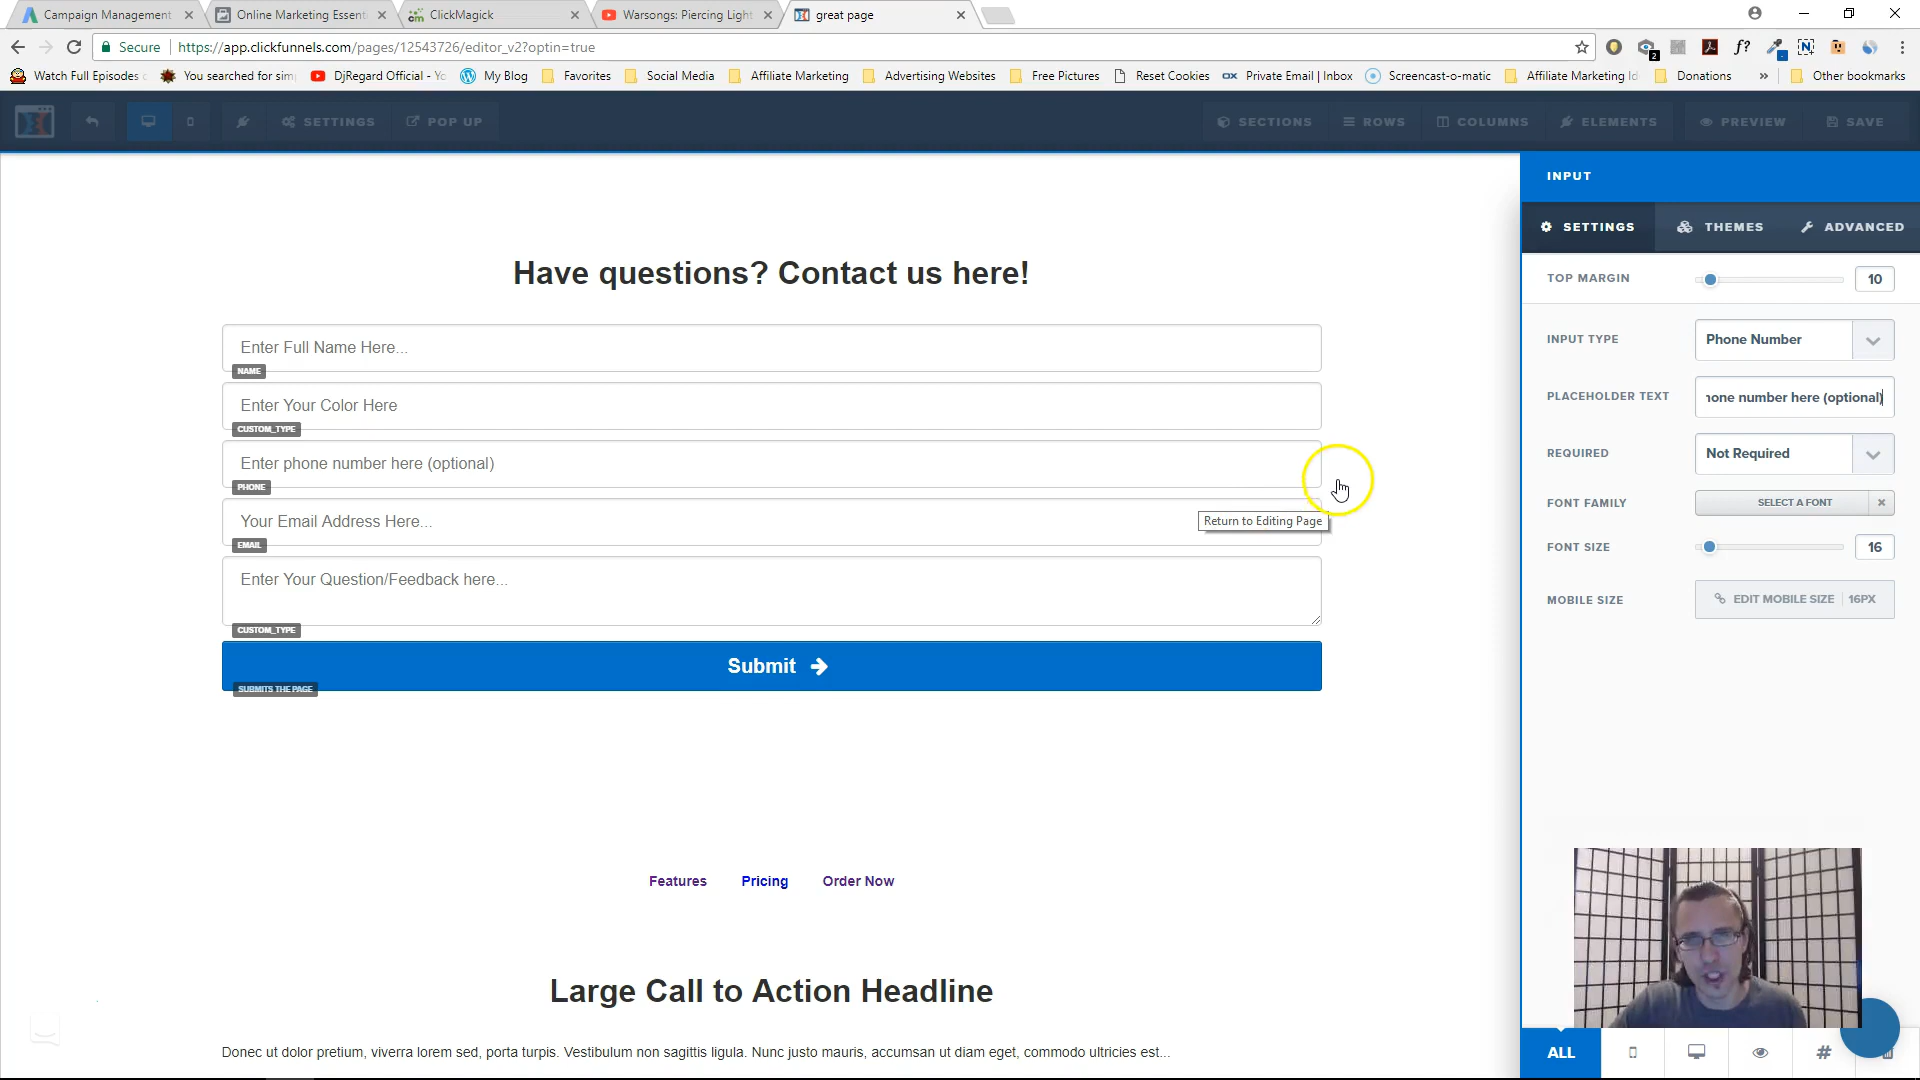 Campaign Management
Online Marketing Essent
ClickMagick
Warsongs: Piercing Light
great page
Secure
https://app.clickfunnels.com/pages/12543726/editor_v2?optin=true
Watch Full Episodes
You searched for sim
DjRegard Official - Yo
My Blog
Favorites
Social Media
Affiliate Marketing
Advertising Websites
Free Pictures
Reset Cookies
Private Email | Inbox
Screencast-o-matic
Affiliate Marketing Id
Donations
»
Other bookmarks
SETTINGS
POP UP
SECTIONS
ROWS
COLUMNS
ELEMENTS
PREVIEW
SAVE
INPUT
SETTINGS
THEMES
ADVANCED
TOP MARGIN
10
INPUT TYPE
Phone Number
PLACEHOLDER TEXT
one number here (optional)
REQUIRED
Not Required
FONT FAMILY
SELECT A FONT
FONT SIZE
16
MOBILE SIZE
EDIT MOBILE SIZE
16PX
Have questions? Contact us here!
Enter Full Name Here...
NAME
Enter Your Color Here
CUSTOM_TYPE
Enter phone number here (optional)
PHONE
Return to Editing Page
Your Email Address Here...
EMAIL
Enter Your Question/Feedback here...
CUSTOM_TYPE
Submit
SUBMITS THE PAGE
Features
Pricing
Order Now
Large Call to Action Headline
Donec ut dolor pretium, viverra lorem sed, porta turpis. Vestibulum non sagittis ligula. Nunc justo mauris, accumsan ut diam eget, commodo ultricies est...
ALL
#